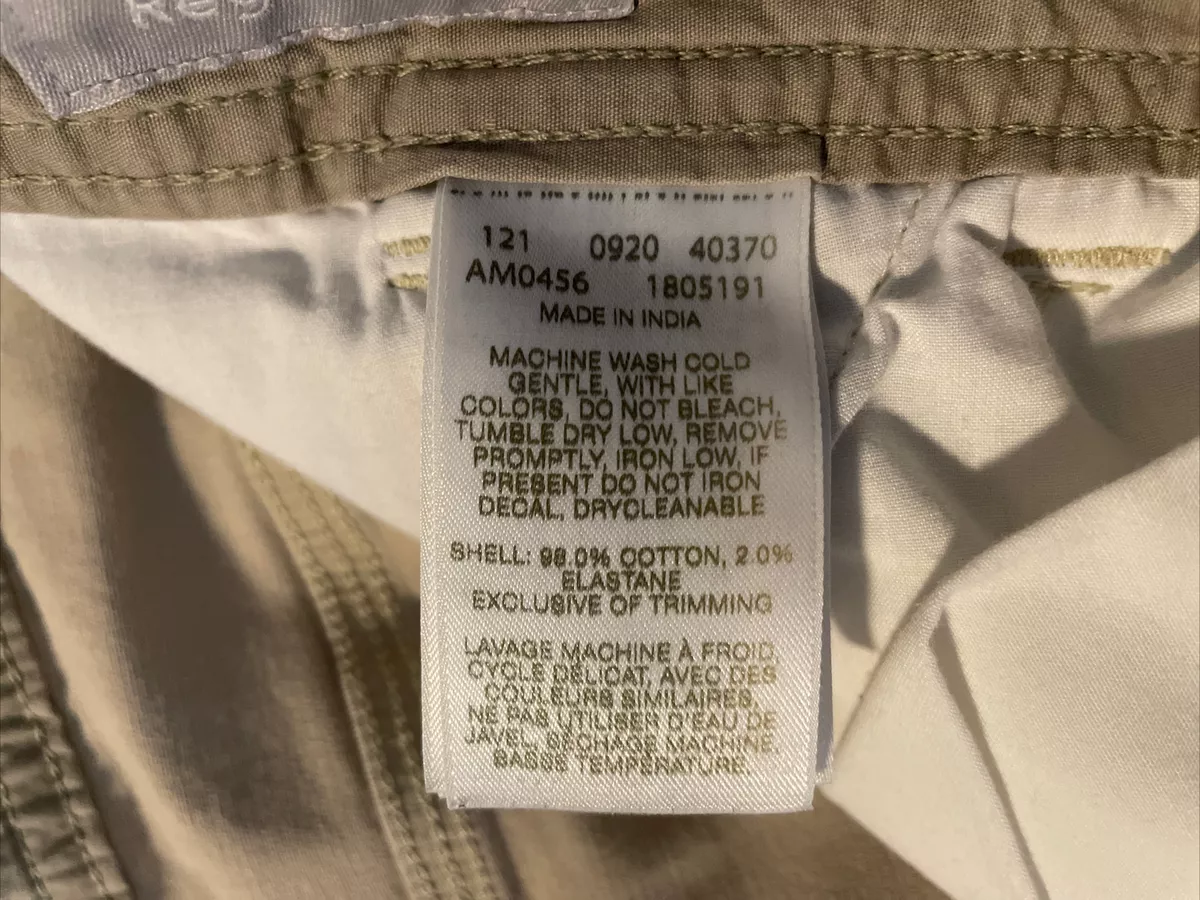 Reg
121 0920 40370
AM0456 1805191
MADE IN INDIA
MACHINE WASH COLD
GENTLE, WITH LIKE
COLORS, DO NOT BLEACH,
TUMBLE DRY LOW, REMOVE
PROMPTLY, IRON LOW, IF
PRESENT DO NOT IRON
DECAL, DRYCLEANABLE
SHELL: 98.0% COTTON, 2.0%
ELASTANE
EXCLUSIVE OF TRIMMING
LAVAGE MACHINE À FROID,
CYCLE DÉLICAT, AVEC DES
COULEURS SIMILAIRES,
NE PAS UTILISER D'EAU DE
JAVEL, SÉCHAGE MACHINE,
BASSE TEMPÉRATURE.